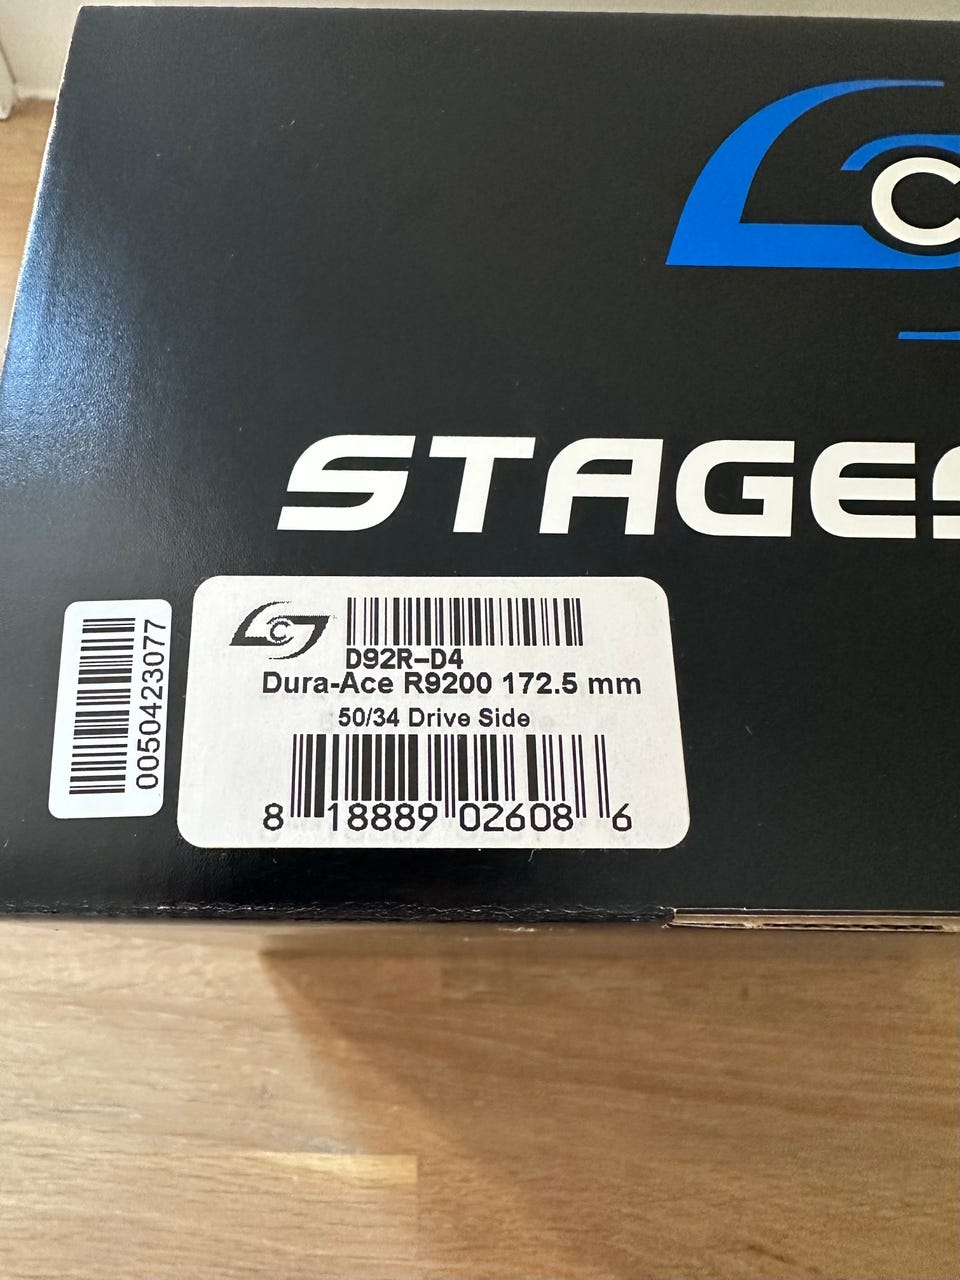 C
STAGES
0050423077
C
D92R-D4
Dura-Ace R9200 172.5 mm
50/34 Drive Side
8 18889 02608 6